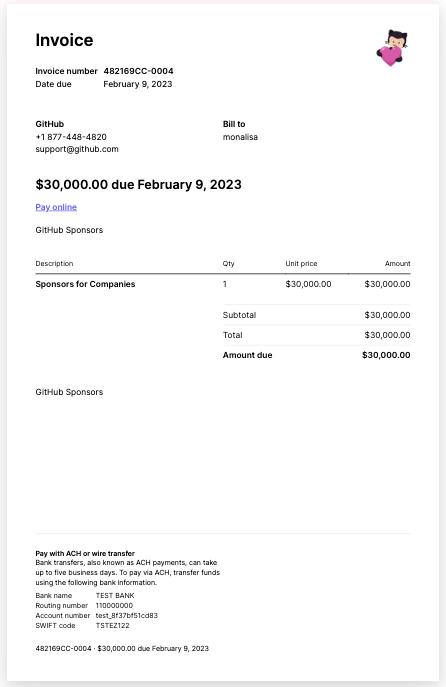 Invoice
Invoice number 482169CC-0004
Date due February 9, 2023
GitHub
+1 877-448-4820
support@github.com
Bill to
monalisa
$30,000.00 due February 9, 2023
Pay online
GitHub Sponsors
Description Qty Unit price Amount
Sponsors for Companies 1 $30,000.00 $30,000.00
Subtotal $30,000.00
Total $30,000.00
Amount due $30,000.00
GitHub Sponsors
Pay with ACH or wire transfer
Bank transfers, also known as ACH payments, can take
up to five business days. To pay via ACH, transfer funds
using the following bank information.
Bank name TEST BANK
Routing number 110000000
Account number test_8f37bf51cd83
SWIFT code TSTEZ122
482169CC-0004 · $30,000.00 due February 9, 2023